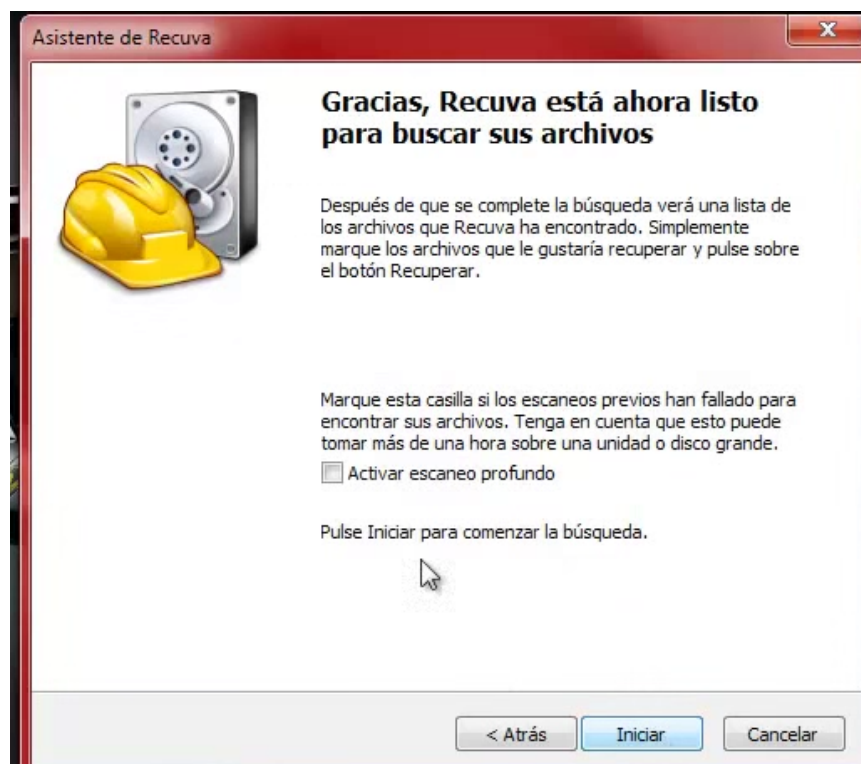 Asistente de Recuva
Gracias, Recuva está ahora listo
para buscar sus archivos
Después de que se complete la búsqueda verá una lista de
los archivos que Recuva ha encontrado. Simplemente
marque los archivos que le gustaría recuperar y pulse sobre
el botón Recuperar.
Marque esta casilla si los escaneos previos han fallado para
encontrar sus archivos. Tenga en cuenta que esto puede
tomar más de una hora sobre una unidad o disco grande.
Activar escaneo profundo
Pulse Iniciar para comenzar la búsqueda.
< Atrás
Iniciar
Cancelar